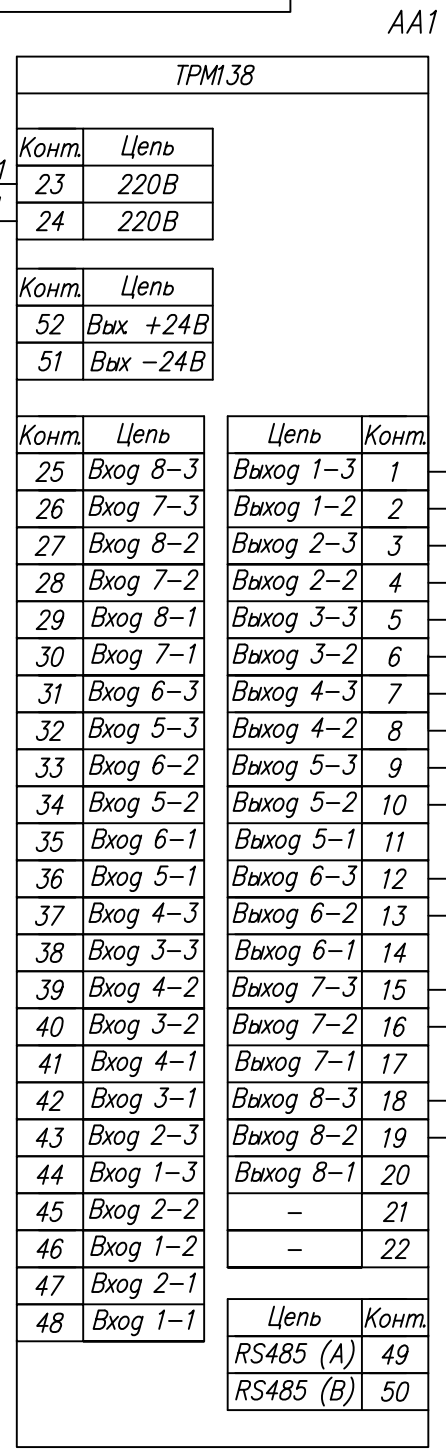 AA1
ТРМ138
Конт. Цепь
23 220В
24 220В
Конт. Цепь
52 Вых. +24В
51 Вых -24В
Конт. Цепь
25 Вход 8-3
26 Вход 7-3
27 Вход 8-2
28 Вход 7-2
29 Вход 8-1
30 Вход 7-1
31 Вход 6-3
32 Вход 5-3
33 Вход 6-2
34 Вход 5-2
35 Вход 6-1
36 Вход 5-1
37 Вход 4-3
38 Вход 3-3
39 Вход 4-2
40 Вход 3-2
41 Вход 4-1
42 Вход 3-1
43 Вход 2-3
44 Вход 1-3
45 Вход 2-2
46 Вход 1-2
47 Вход 2-1
48 Вход 1-1
Цепь Конт.
Выход 1-3 1
Выход 1-2 2
Выход 2-3 3
Выход 2-2 4
Выход 3-3 5
Выход 3-2 6
Выход 4-3 7
Выход 4-2 8
Выход 5-3 9
Выход 5-2 10
Выход 5-1 11
Выход 6-3 12
Выход 6-2 13
Выход 6-1 14
Выход 7-3 15
Выход 7-2 16
Выход 7-1 17
Выход 8-3 18
Выход 8-2 19
Выход 8-1 20
- 21
- 22
Цепь Конт.
RS485 (A) 49
RS485 (B) 50